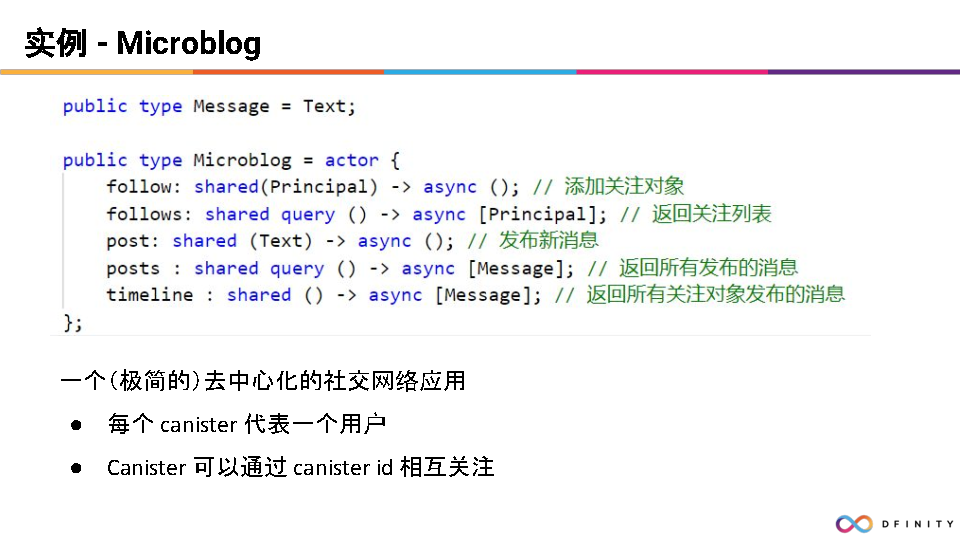 实例 - Microblog
public type Message = Text;
public type Microblog = actor {
follow: shared(Principal) -> async (); // 添加关注对象
follows: shared query () -> async [Principal]; // 返回关注列表
post: shared (Text) -> async (); // 发布新消息
posts : shared query () -> async [Message]; // 返回所有发布的消息
timeline : shared () -> async [Message]; // 返回所有关注对象发布的消息
};
一个（极简的）去中心化的社交网络应用
● 每个 canister 代表一个用户
● Canister 可以通过 canister id 相互关注
DFINITY